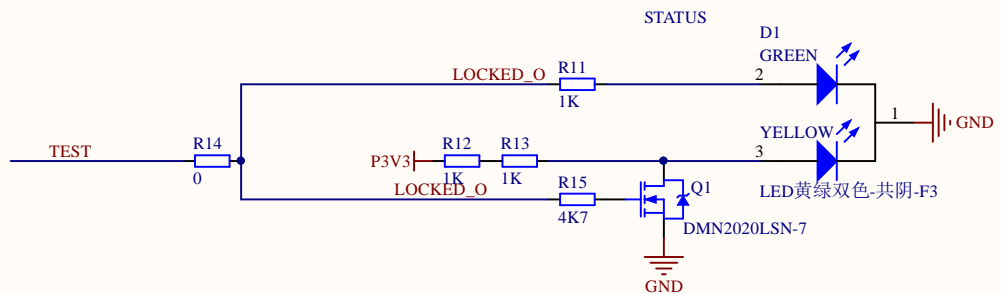 STATUS
D1
GREEN
LOCKED_O
R11
2
1K
1
GND
TEST
R14
0
P3V3
R12
R13
1K
1K
YELLOW
3
LOCKED_O
R15
4K7
Q1
LED黄绿双色-共阴-F3
DMN2020LSN-7
GND